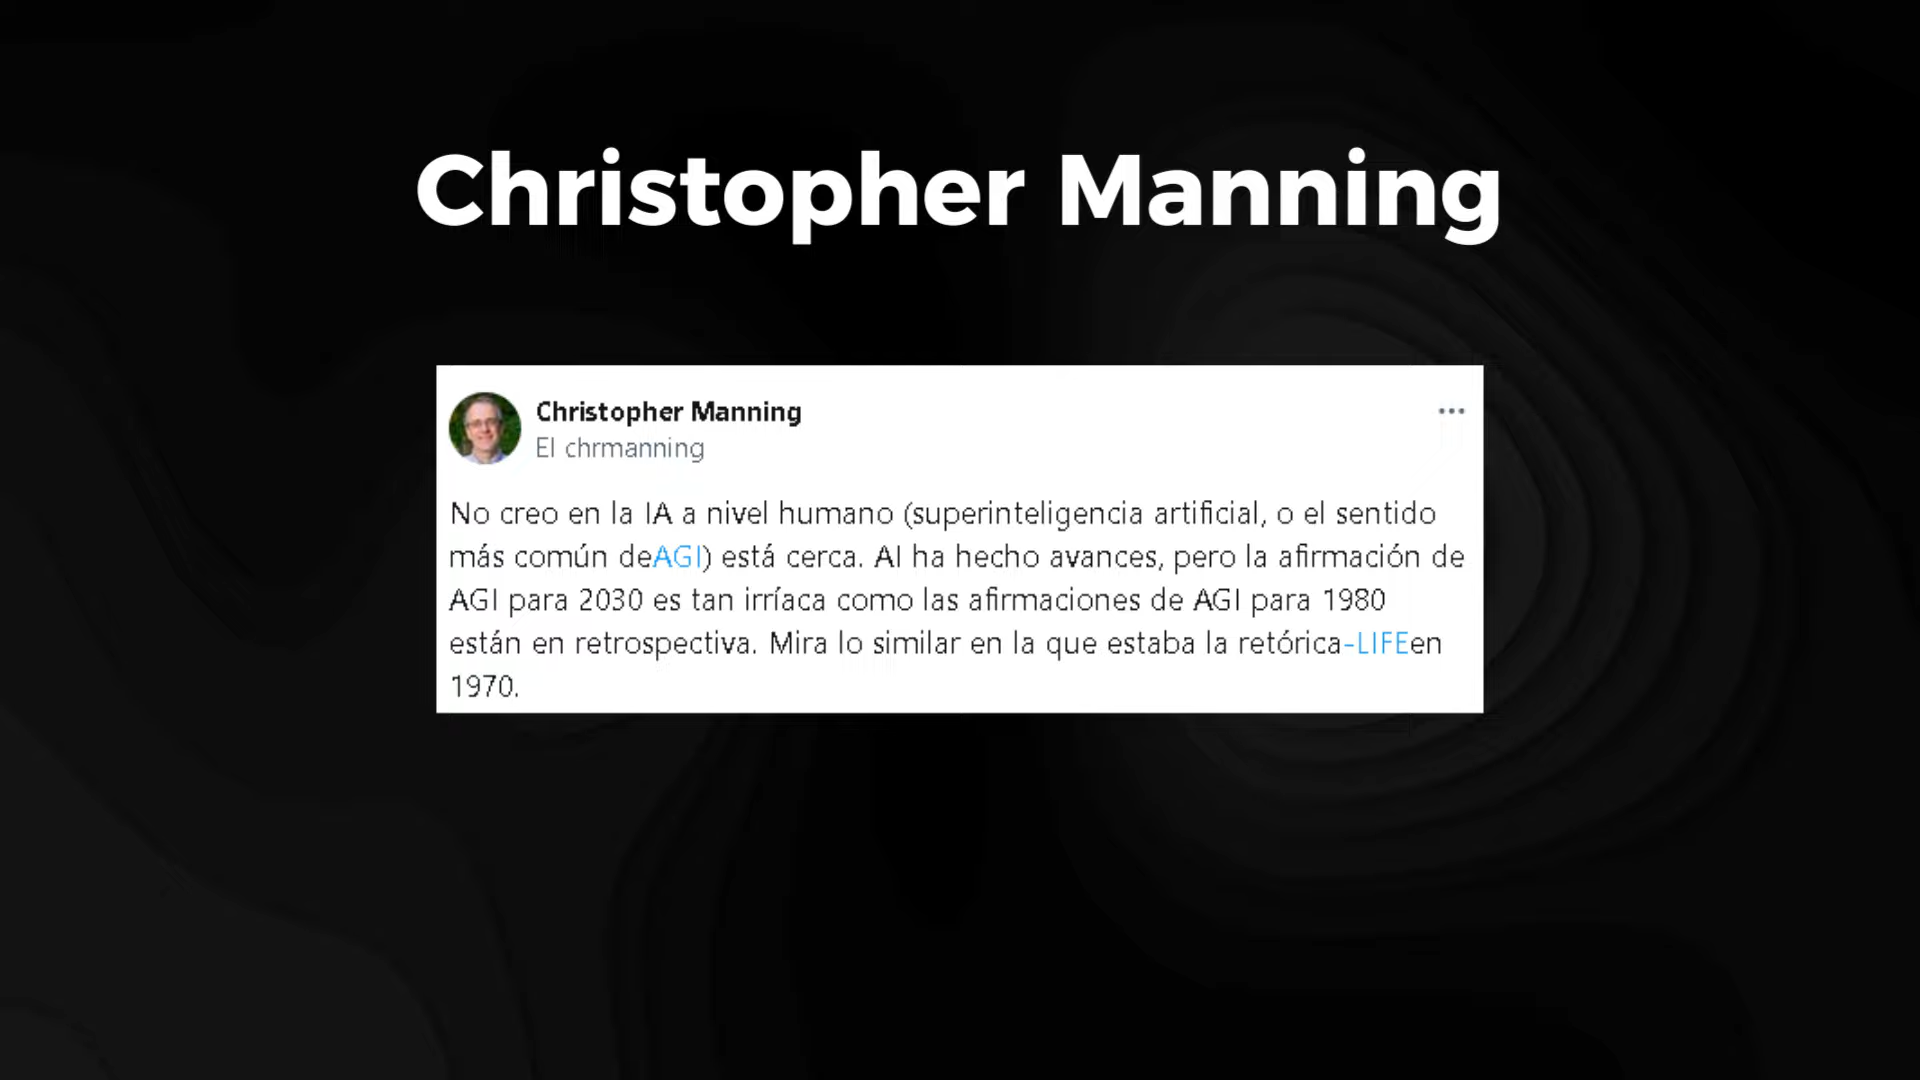 Christopher Manning
Christopher Manning
El chrmanning
No creo en la IA a nivel humano (superinteligencia artificial, o el sentido
más común deAGI) está cerca. AI ha hecho avances, pero la afirmación de
AGI para 2030 es tan irríaca como las afirmaciones de AGI para 1980
están en retrospectiva. Mira lo similar en la que estaba la retórica-LIFEen
1970.